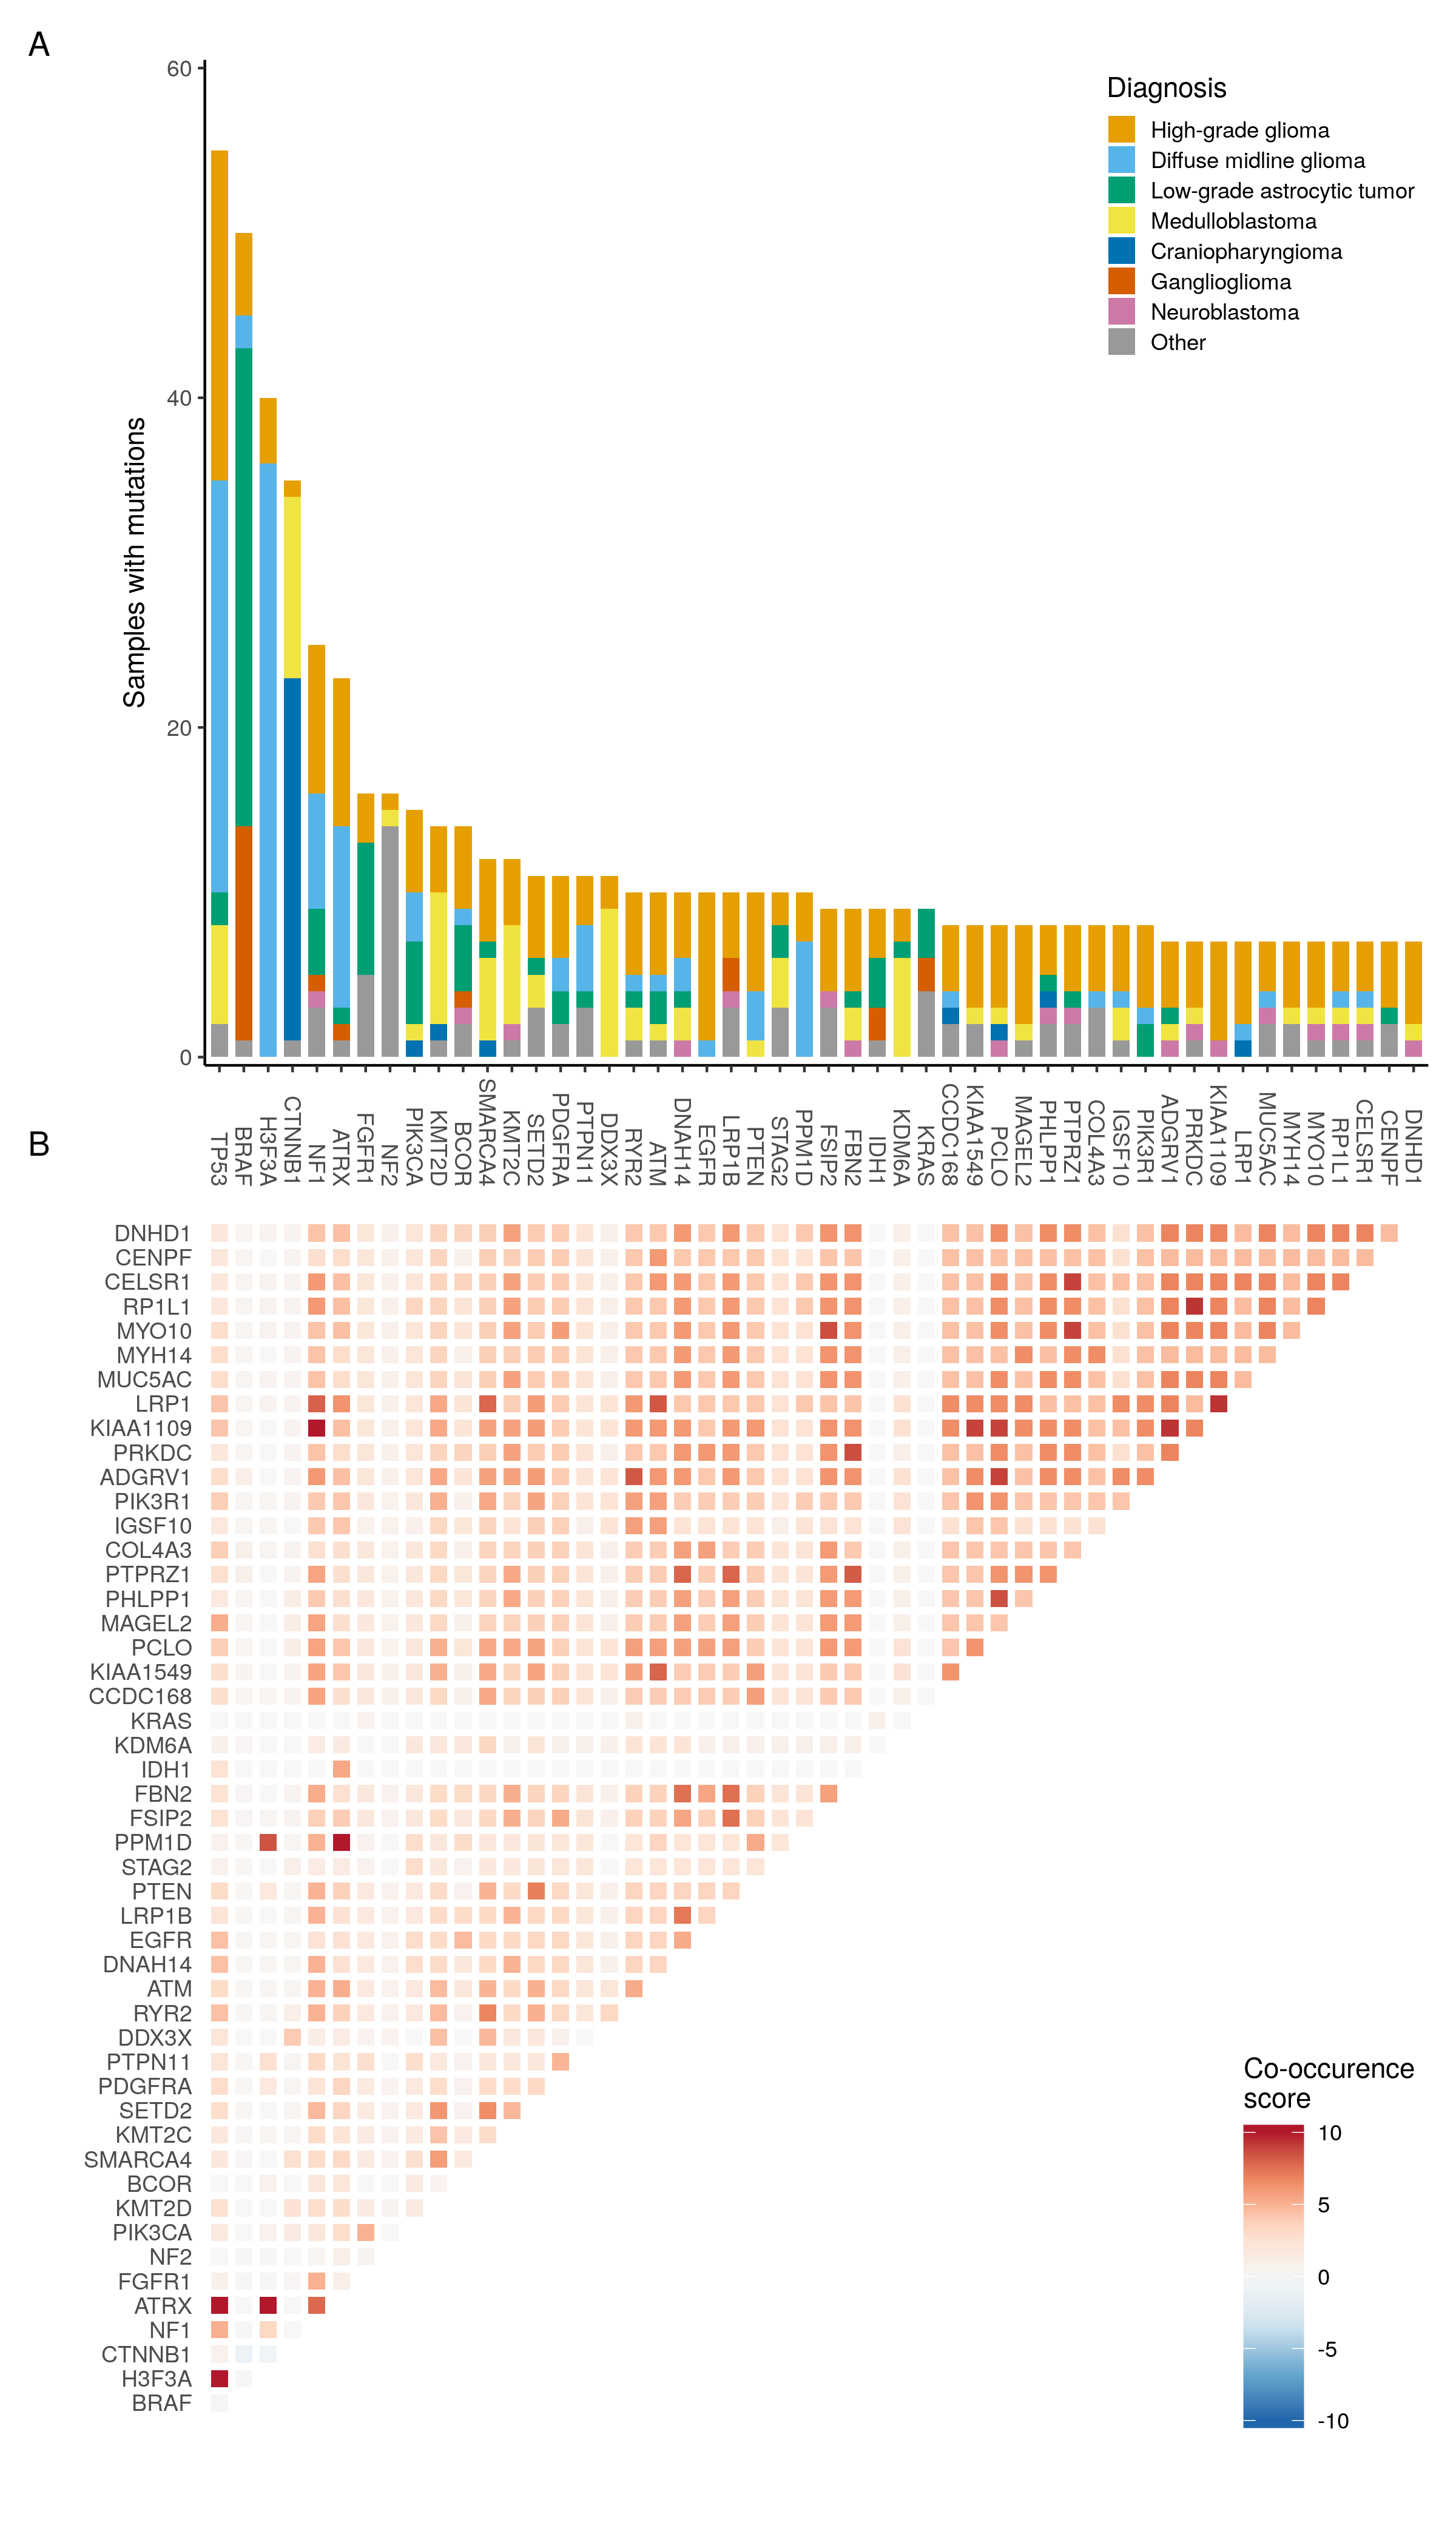 A
60
40
20
0
Samples with mutations
Diagnosis
High-grade glioma
Diffuse midline glioma
Low-grade astrocytic tumor
Medulloblastoma
Craniopharyngioma
Ganglioglioma
Neuroblastoma
Other
TP53
BRAF
H3F3A
CTNNB1
NF1
ATRX
FGFR1
NF2
PIK3CA
KMT2D
BCOR
SMARCA4
KMT2C
SETD2
PDGFRA
PTPN11
DDX3X
RYR2
ATM
DNAH14
EGFR
LRP1B
PTEN
STAG2
PPM1D
FSIP2
FBN2
IDH1
KDM6A
KRAS
CCDC168
KIAA1549
PCLO
MAGEL2
PHLPP1
PTPRZ1
COL4A3
IGSF10
PIK3R1
ADGRV1
PRKDC
KIAA1109
LRP1
MUC5AC
MYH14
MYO10
RP1L1
CELSR1
CENPF
DNHD1
B
DNHD1
CENPF
CELSR1
RP1L1
MYO10
MYH14
MUC5AC
LRP1
KIAA1109
PRKDC
ADGRV1
PIK3R1
IGSF10
COL4A3
PTPRZ1
PHLPP1
MAGEL2
PCLO
KIAA1549
CCDC168
KRAS
KDM6A
IDH1
FBN2
FSIP2
PPM1D
STAG2
PTEN
LRP1B
EGFR
DNAH14
ATM
RYR2
DDX3X
PTPN11
PDGFRA
SETD2
KMT2C
SMARCA4
BCOR
KMT2D
PIK3CA
NF2
FGFR1
ATRX
NF1
CTNNB1
H3F3A
BRAF
Co-occurence
score
10
5
0
-5
-10